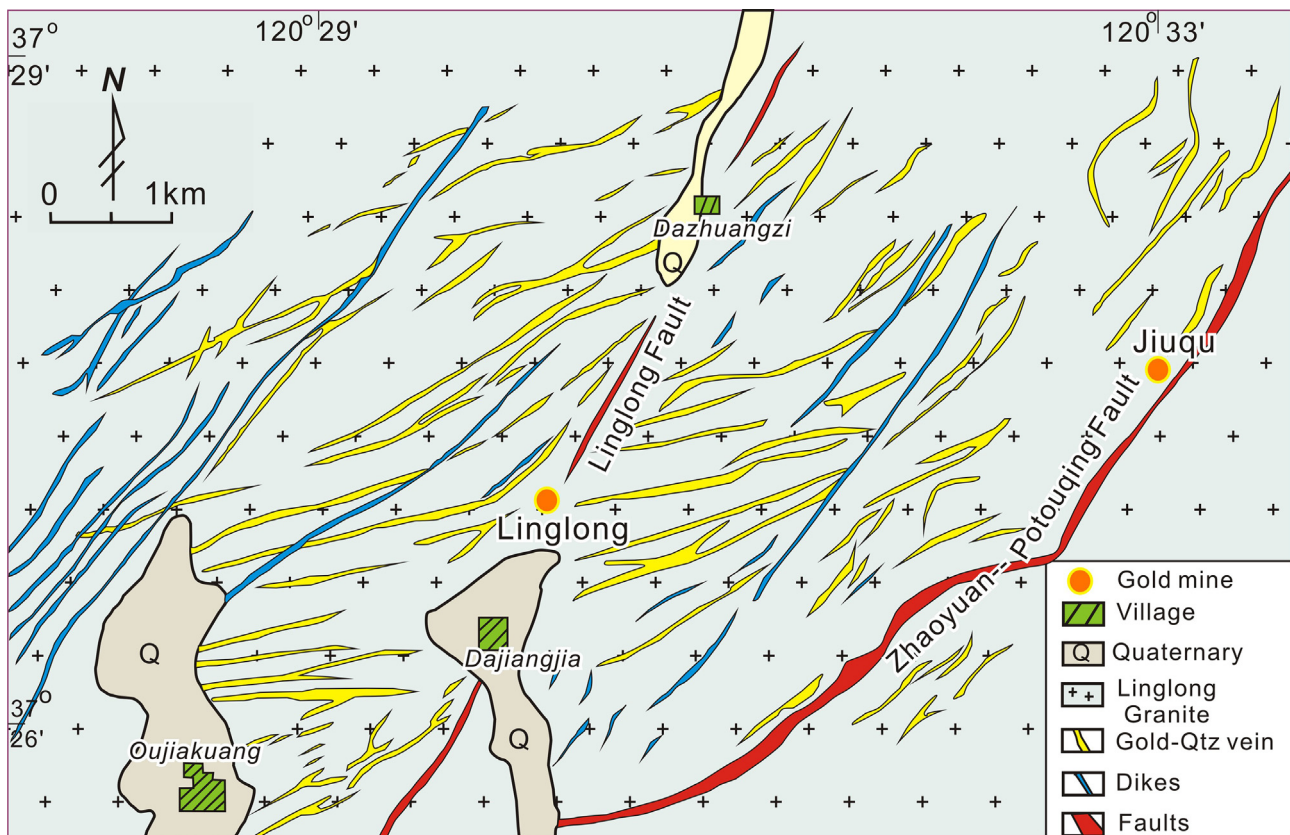 120° 29'
120° 33'
37°
29'
N
0 1km
Dazhuangzi
Q
Linglong Fault
Jiuqu
Linglong
Zhaoyuan--Potouqing Fault
Q
Dajiangjia
37°
26'
Oujiakuang
Q
Gold mine
Village
Q Quaternary
Linglong
Granite
Gold-Qtz vein
Dikes
Faults